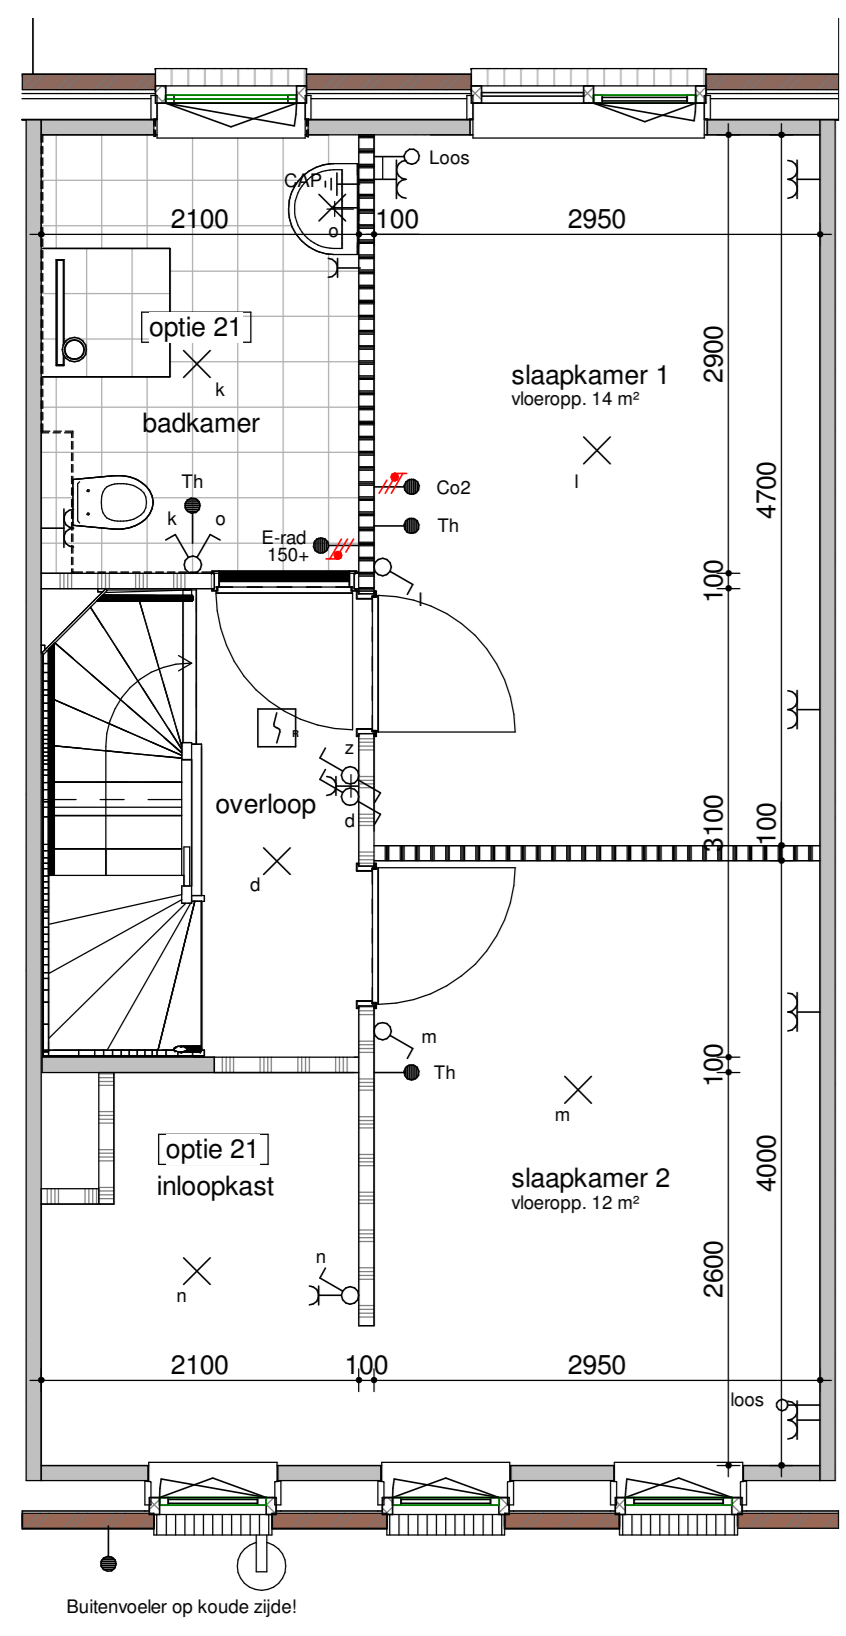 Loos
CAP
2100
100
2950
o
optie 21
k
badkamer
2900
slaapkamer 1
vloeropp. 14 m²
l
4700
Th
Co2
k
o
E-rad
150+
Th
l
100
R
z
overloop
d
d
3100
100
m
Th
100
m
optie 21
inloopkast
slaapkamer 2
vloeropp. 12 m²
4000
n
n
2600
2100
100
2950
loos
Buitenvoeler op koude zijde!